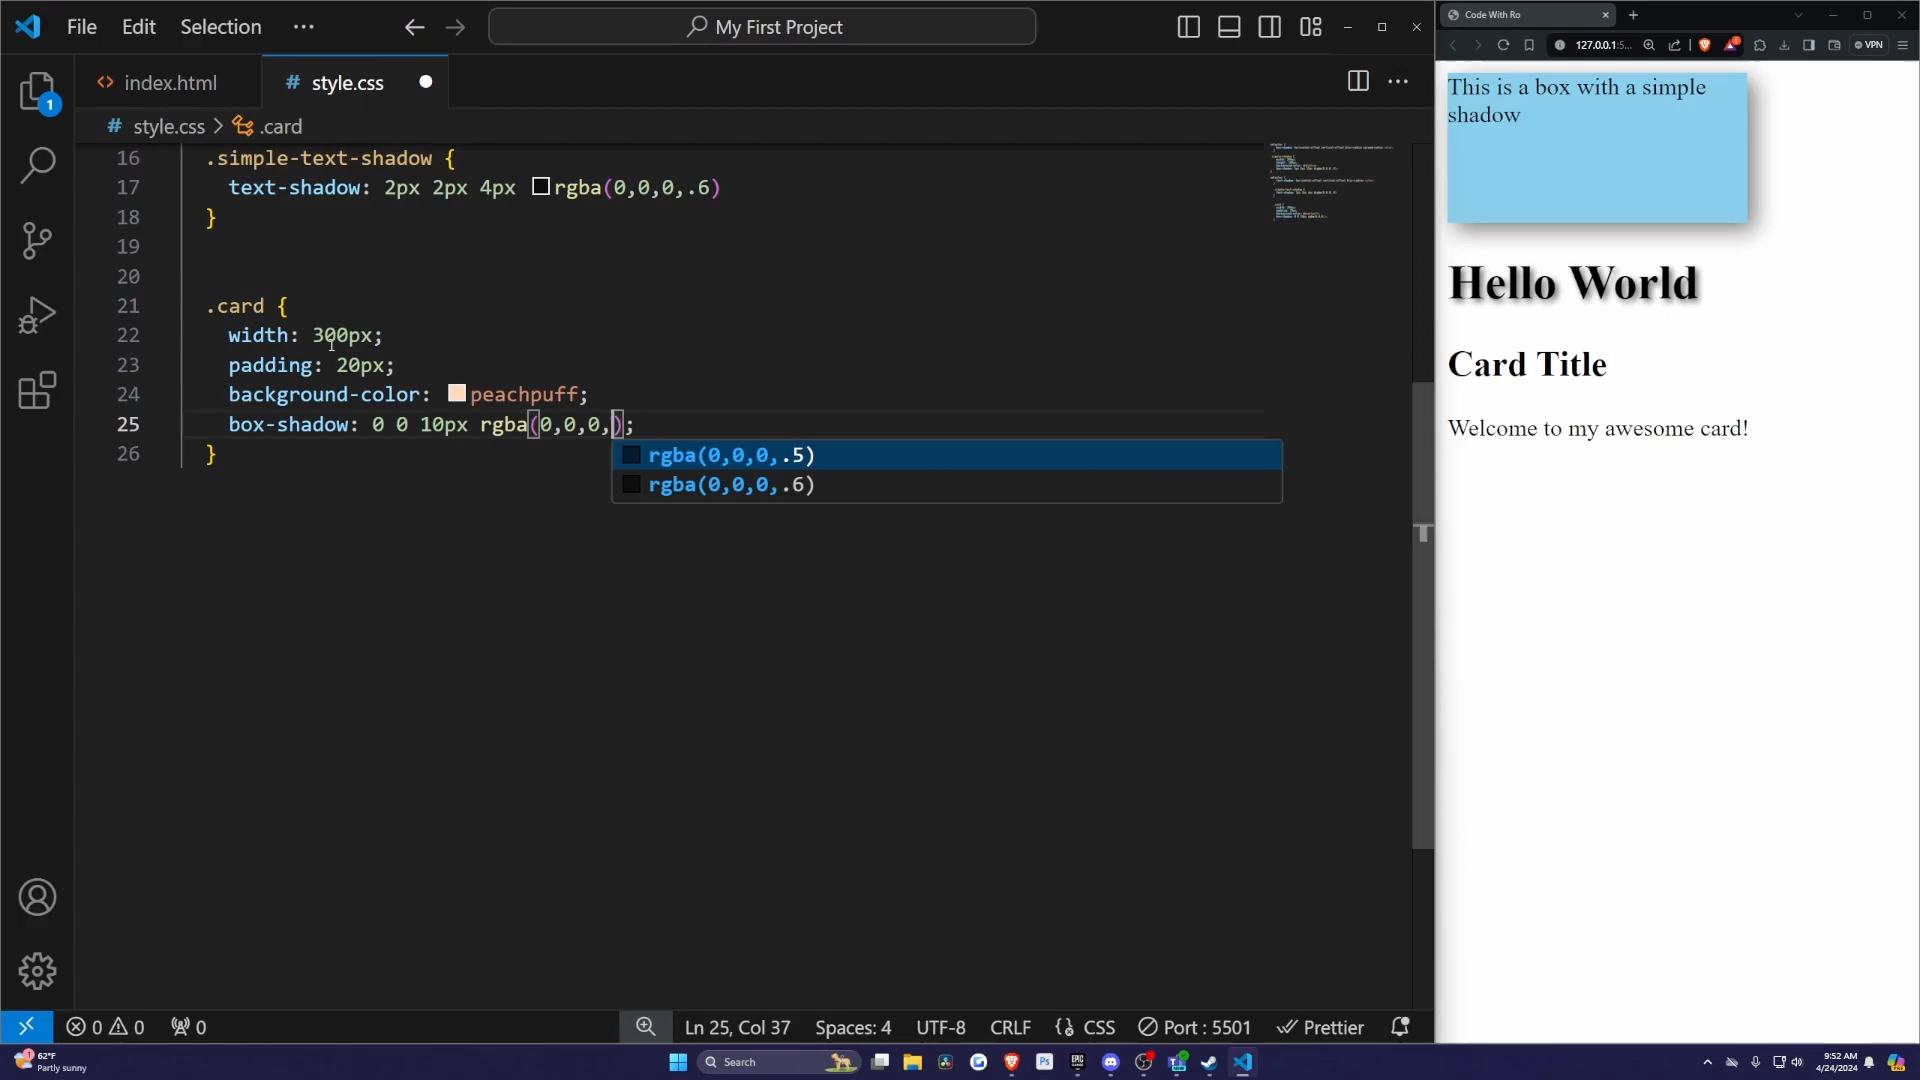 File Edit Selection ···
My First Project
index.html
# style.css
# style.css > .card
16 .simple-text-shadow {
17 text-shadow: 2px 2px 4px rgba(0,0,0,.6)
18 }
19
20
21 .card {
22 width: 300px;
23 padding: 20px;
24 background-color: peachpuff;
25 box-shadow: 0 0 10px rgba(0,0,0,);
26 }
rgba(0,0,0,.5)
rgba(0,0,0,.6)
1
0 0 0
Ln 25, Col 37 Spaces: 4 UTF-8 CRLF CSS Port : 5501 Prettier
Code With Ro
127.0.0.1:5...
VPN
This is a box with a simple
shadow
Hello World
Card Title
Welcome to my awesome card!
62°F
Partly sunny
Search
9:52 AM
4/24/2024